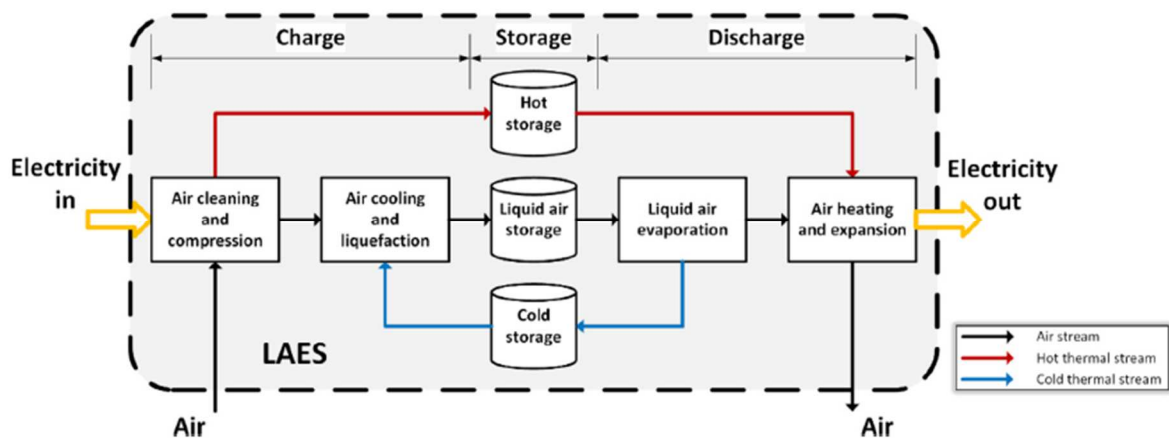 Charge
Storage
Discharge
Hot
storage
Electricity
in
Electricity
out
Air cleaning
and
compression
Air cooling
and
liquefaction
Liquid air
storage
Liquid air
evaporation
Air heating
and expansion
Cold
storage
LAES
Air stream
Hot thermal stream
Cold thermal stream
Air
Air